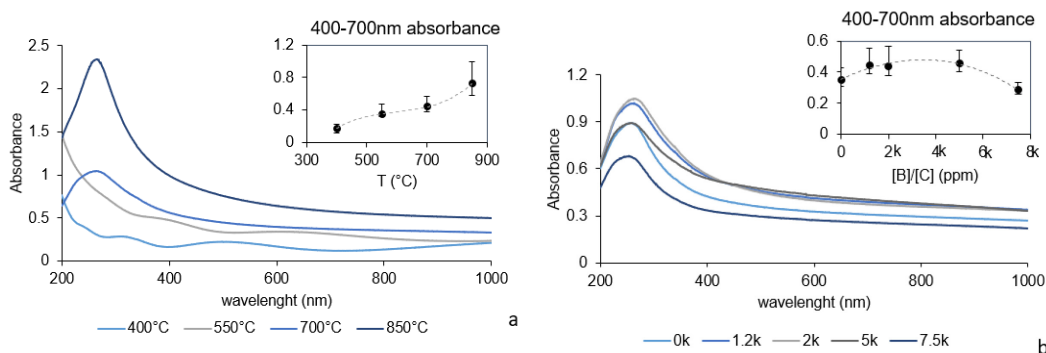 400-700nm absorbance
1.2
0.8
0.4
0
300 500 700 900
T (°C)
2.5
2
1.5
1
0.5
0
Absorbance
200 400 600 800 1000
wavelenght (nm)
400°C 550°C 700°C 850°C
a
400-700nm absorbance
0.6
0.4
0.2
0
0 2k 4k 6k 8k
[B]/[C] (ppm)
1.2
0.9
0.6
0.3
0
Absorbance
200 400 600 800 1000
wavelenght (nm)
0k 1.2k 2k 5k 7.5k
b